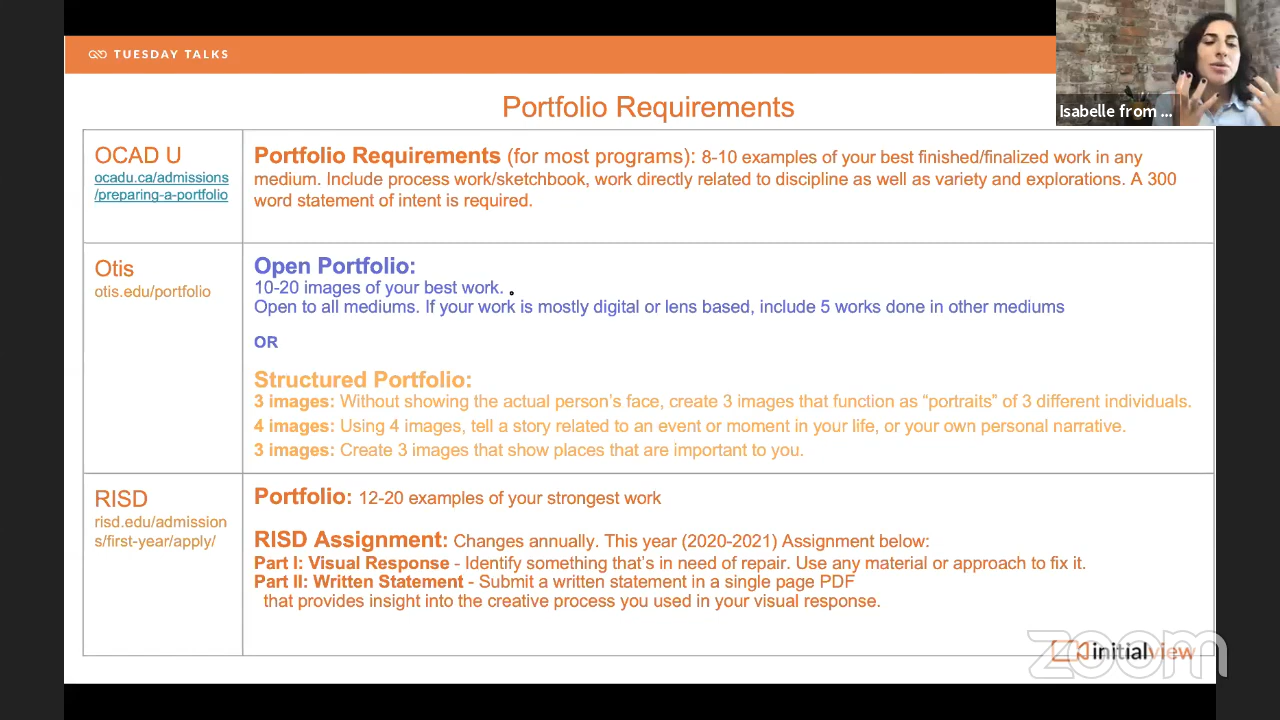 TUESDAY TALKS
Isabelle from ...
Portfolio Requirements
OCAD U
ocadu.ca/admissions
/preparing-a-portfolio
Portfolio Requirements (for most programs): 8-10 examples of your best finished/finalized work in any
medium. Include process work/sketchbook, work directly related to discipline as well as variety and explorations. A 300
word statement of intent is required.
Otis
otis.edu/portfolio
Open Portfolio:
10-20 images of your best work.
Open to all mediums. If your work is mostly digital or lens based, include 5 works done in other mediums
OR
Structured Portfolio:
3 images: Without showing the actual person's face, create 3 images that function as “portraits” of 3 different individuals.
4 images: Using 4 images, tell a story related to an event or moment in your life, or your own personal narrative.
3 images: Create 3 images that show places that are important to you.
RISD
risd.edu/admission
s/first-year/apply/
Portfolio: 12-20 examples of your strongest work
RISD Assignment: Changes annually. This year (2020-2021) Assignment below:
Part I: Visual Response - Identify something that's in need of repair. Use any material or approach to fix it.
Part II: Written Statement - Submit a written statement in a single page PDF
that provides insight into the creative process you used in your visual response.
zoom
initialview